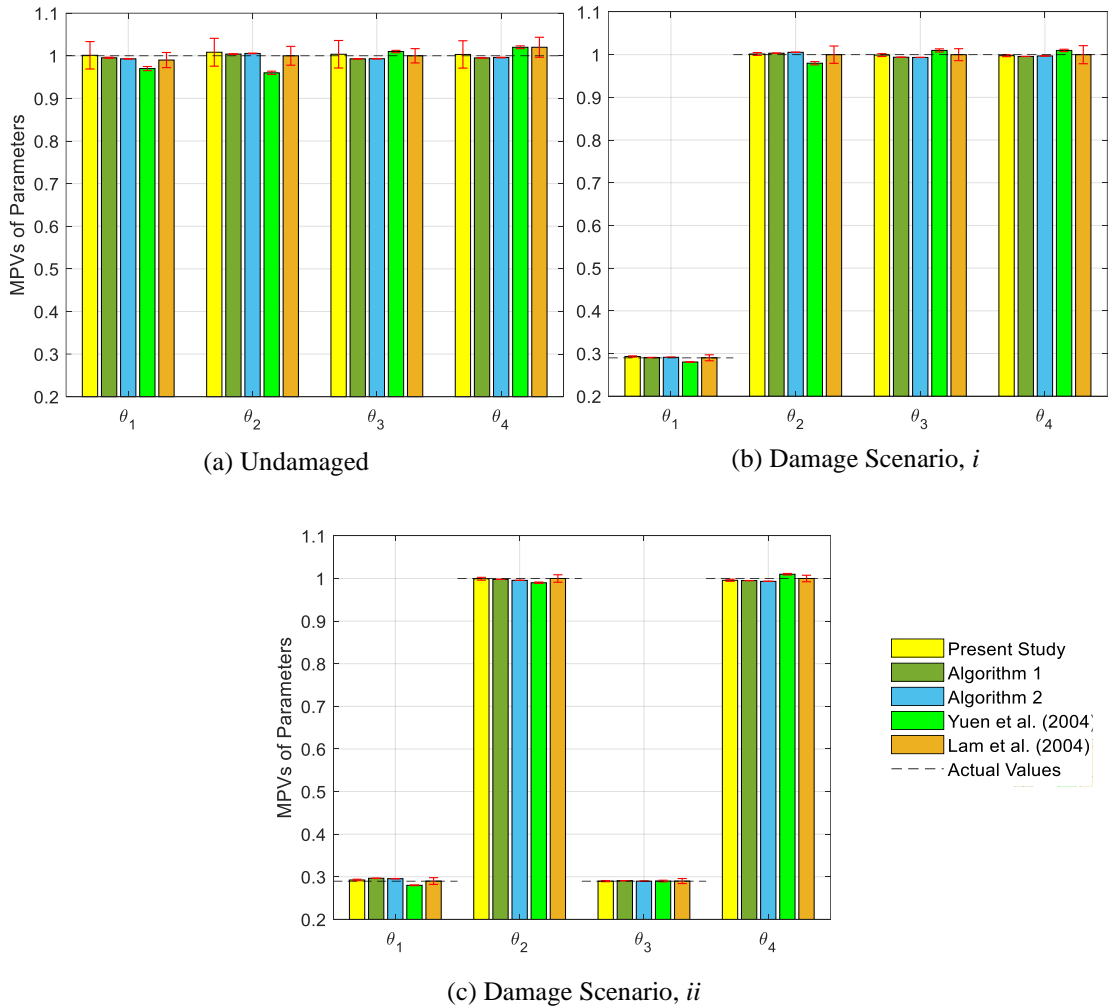 1.1
1
0.9
0.8
0.7
0.6
0.5
0.4
0.3
0.2
MPVs of Parameters
θ1 θ2 θ3 θ4
(a) Undamaged
1.1
1
0.9
0.8
0.7
0.6
0.5
0.4
0.3
0.2
θ1 θ2 θ3 θ4
(b) Damage Scenario, i
1.1
1
0.9
0.8
0.7
0.6
0.5
0.4
0.3
0.2
MPVs of Parameters
θ1 θ2 θ3 θ4
Present Study
Algorithm 1
Algorithm 2
Yuen et al. (2004)
Lam et al. (2004)
Actual Values
(c) Damage Scenario, ii